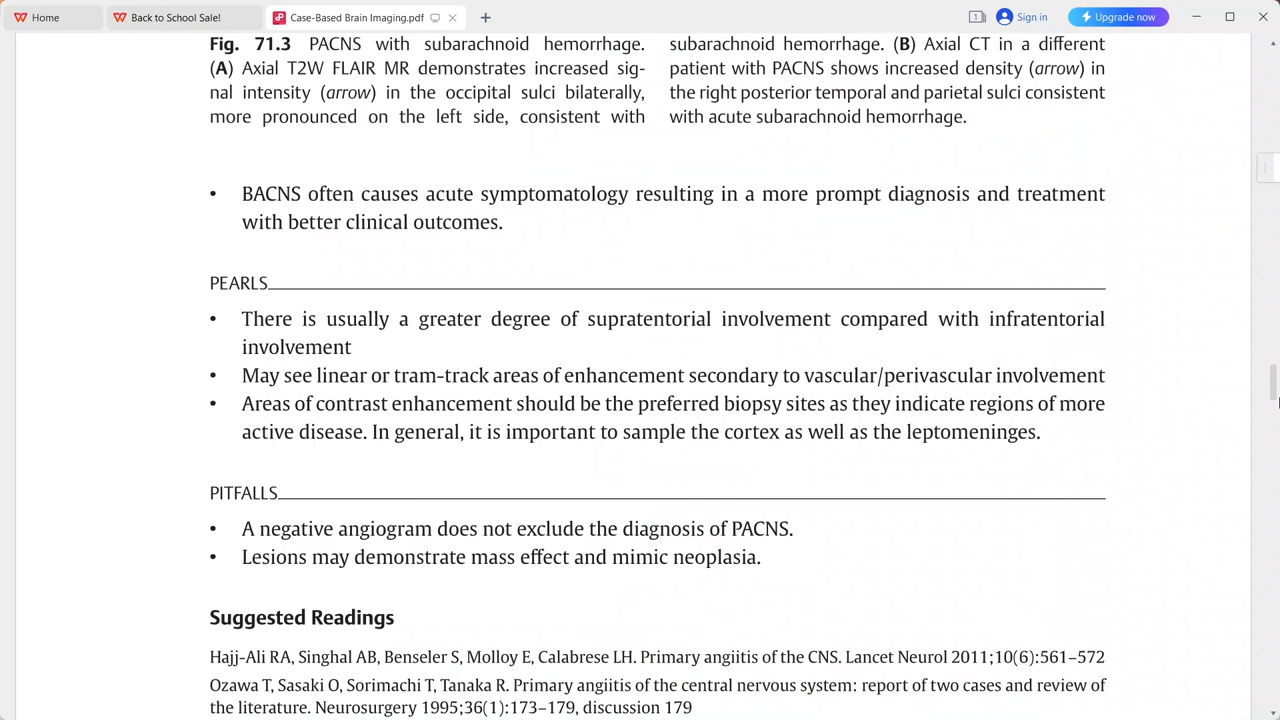 Home
Back to School Sale!
Case-Based Brain Imaging.pdf
1
Sign in
Upgrade now
Fig. 71.3 PACNS with subarachnoid hemorrhage.
(A) Axial T2W FLAIR MR demonstrates increased sig-
nal intensity (arrow) in the occipital sulci bilaterally,
more pronounced on the left side, consistent with
subarachnoid hemorrhage. (B) Axial CT in a different
patient with PACNS shows increased density (arrow) in
the right posterior temporal and parietal sulci consistent
with acute subarachnoid hemorrhage.
• BACNS often causes acute symptomatology resulting in a more prompt diagnosis and treatment
with better clinical outcomes.
PEARLS
• There is usually a greater degree of supratentorial involvement compared with infratentorial
involvement
• May see linear or tram-track areas of enhancement secondary to vascular/perivascular involvement
• Areas of contrast enhancement should be the preferred biopsy sites as they indicate regions of more
active disease. In general, it is important to sample the cortex as well as the leptomeninges.
PITFALLS
• A negative angiogram does not exclude the diagnosis of PACNS.
• Lesions may demonstrate mass effect and mimic neoplasia.
Suggested Readings
Hajj-Ali RA, Singhal AB, Benseler S, Molloy E, Calabrese LH. Primary angiitis of the CNS. Lancet Neurol 2011;10(6):561–572
Ozawa T, Sasaki O, Sorimachi T, Tanaka R. Primary angiitis of the central nervous system: report of two cases and review of
the literature. Neurosurgery 1995;36(1):173–179, discussion 179